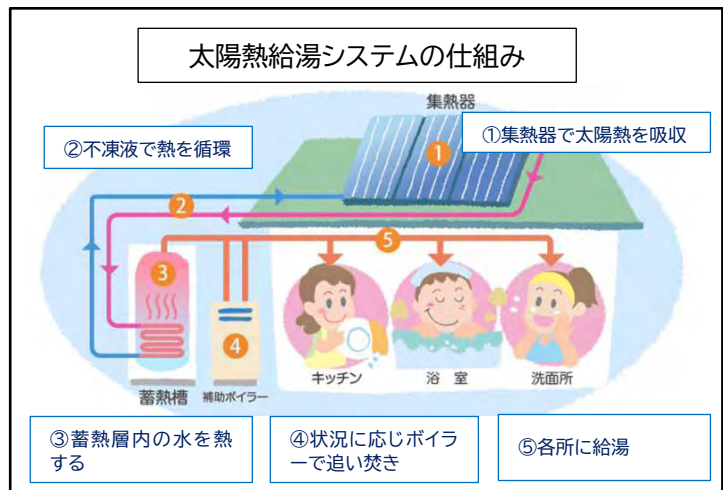 太陽熱給湯システムの仕組み
集熱器
①集熱器で太陽熱を吸収
②不凍液で熱を循環
1
2
5
3
4
キッチン
浴室
洗面所
蓄熱槽
補助ボイラー
③蓄熱層内の水を熱
する
④状況に応じボイラ
ーで追い焚き
⑤各所に給湯